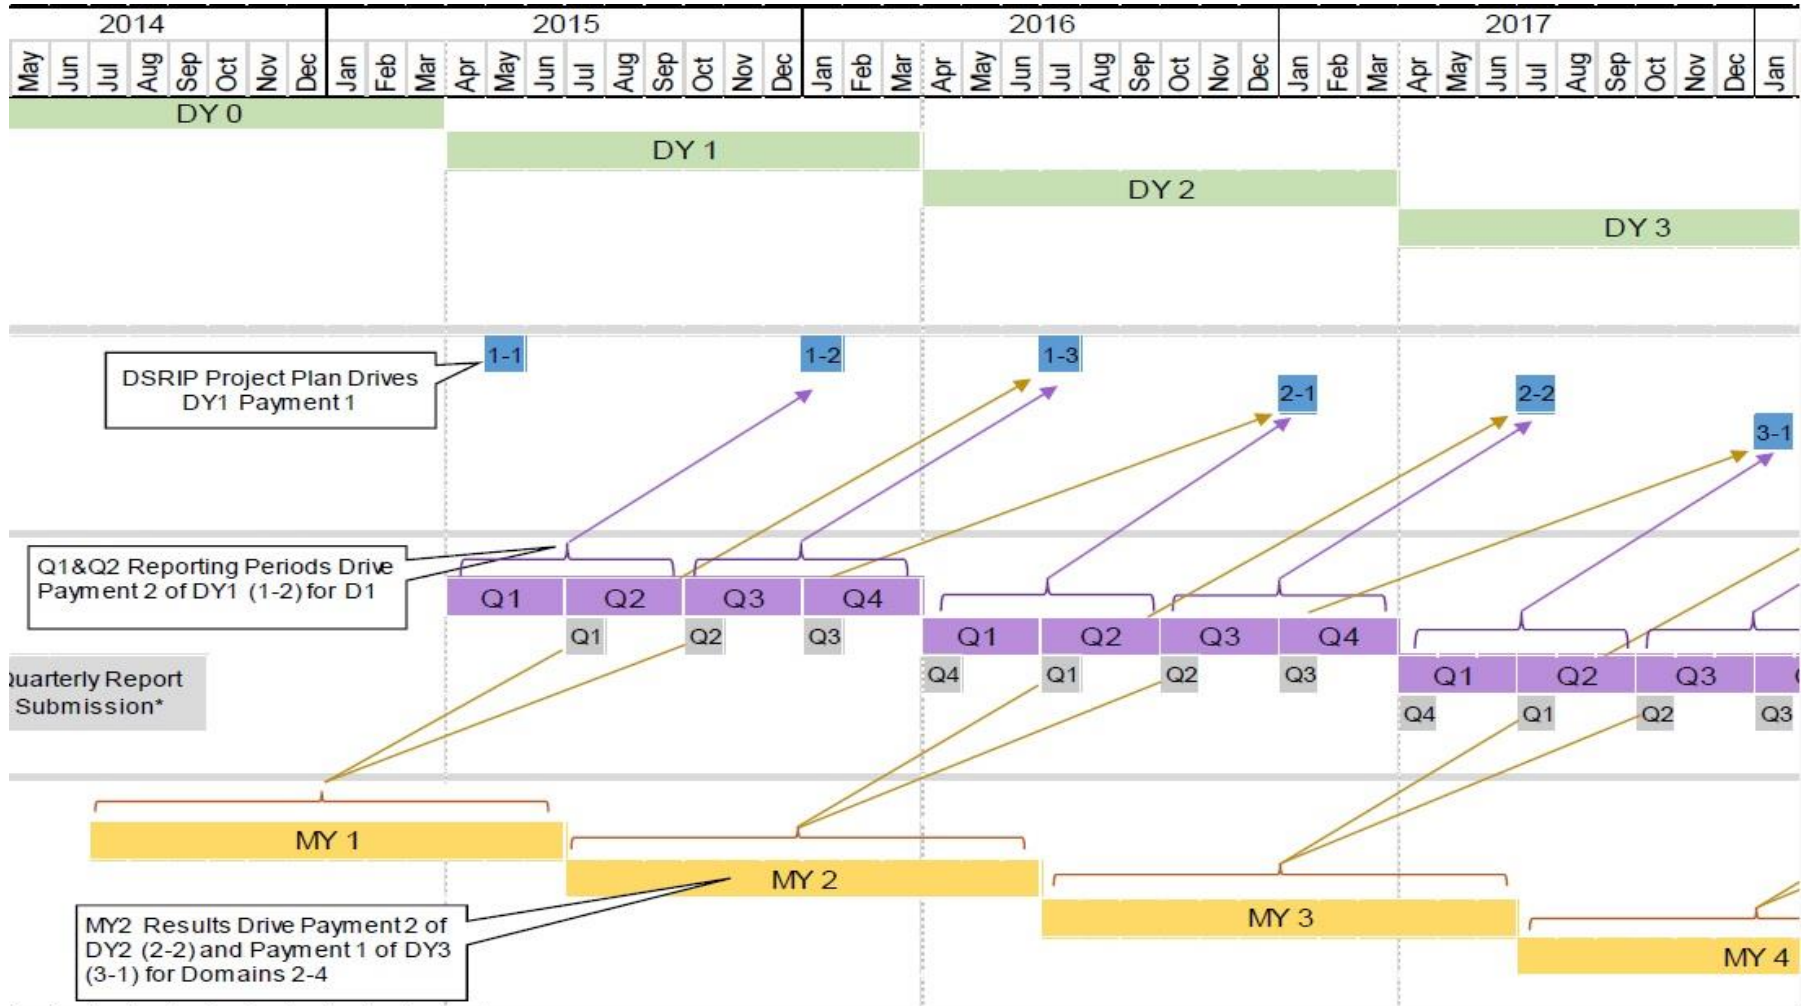 2014 2015 2016 2017
May Jun Jul Aug Sep Oct Nov Dec Jan Feb Mar Apr May Jun Jul Aug Sep Oct Nov Dec Jan Feb Mar Apr May Jun Jul Aug Sep Oct Nov Dec Jan Feb Mar Apr May Jun Jul Aug Sep Oct Nov Dec Jan
DY 0
DY 1
DY 2
DY 3
1-1 1-2 1-3
DSRIP Project Plan Drives
DY1 Payment 1
2-1 2-2
3-1
Q1&Q2 Reporting Periods Drive
Payment 2 of DY1 (1-2) for D1
Q1 Q2 Q3 Q4
Q1 Q2 Q3
Q1 Q2 Q3 Q4
Q4 Q1 Q2 Q3
Q1 Q2 Q3
Q4 Q1 Q2 Q3
Report
Submission*
MY 1
MY 2
MY 3
MY 4
MY2 Results Drive Payment 2 of
DY2 (2-2) and Payment 1 of DY3
(3-1) for Domains 2-4